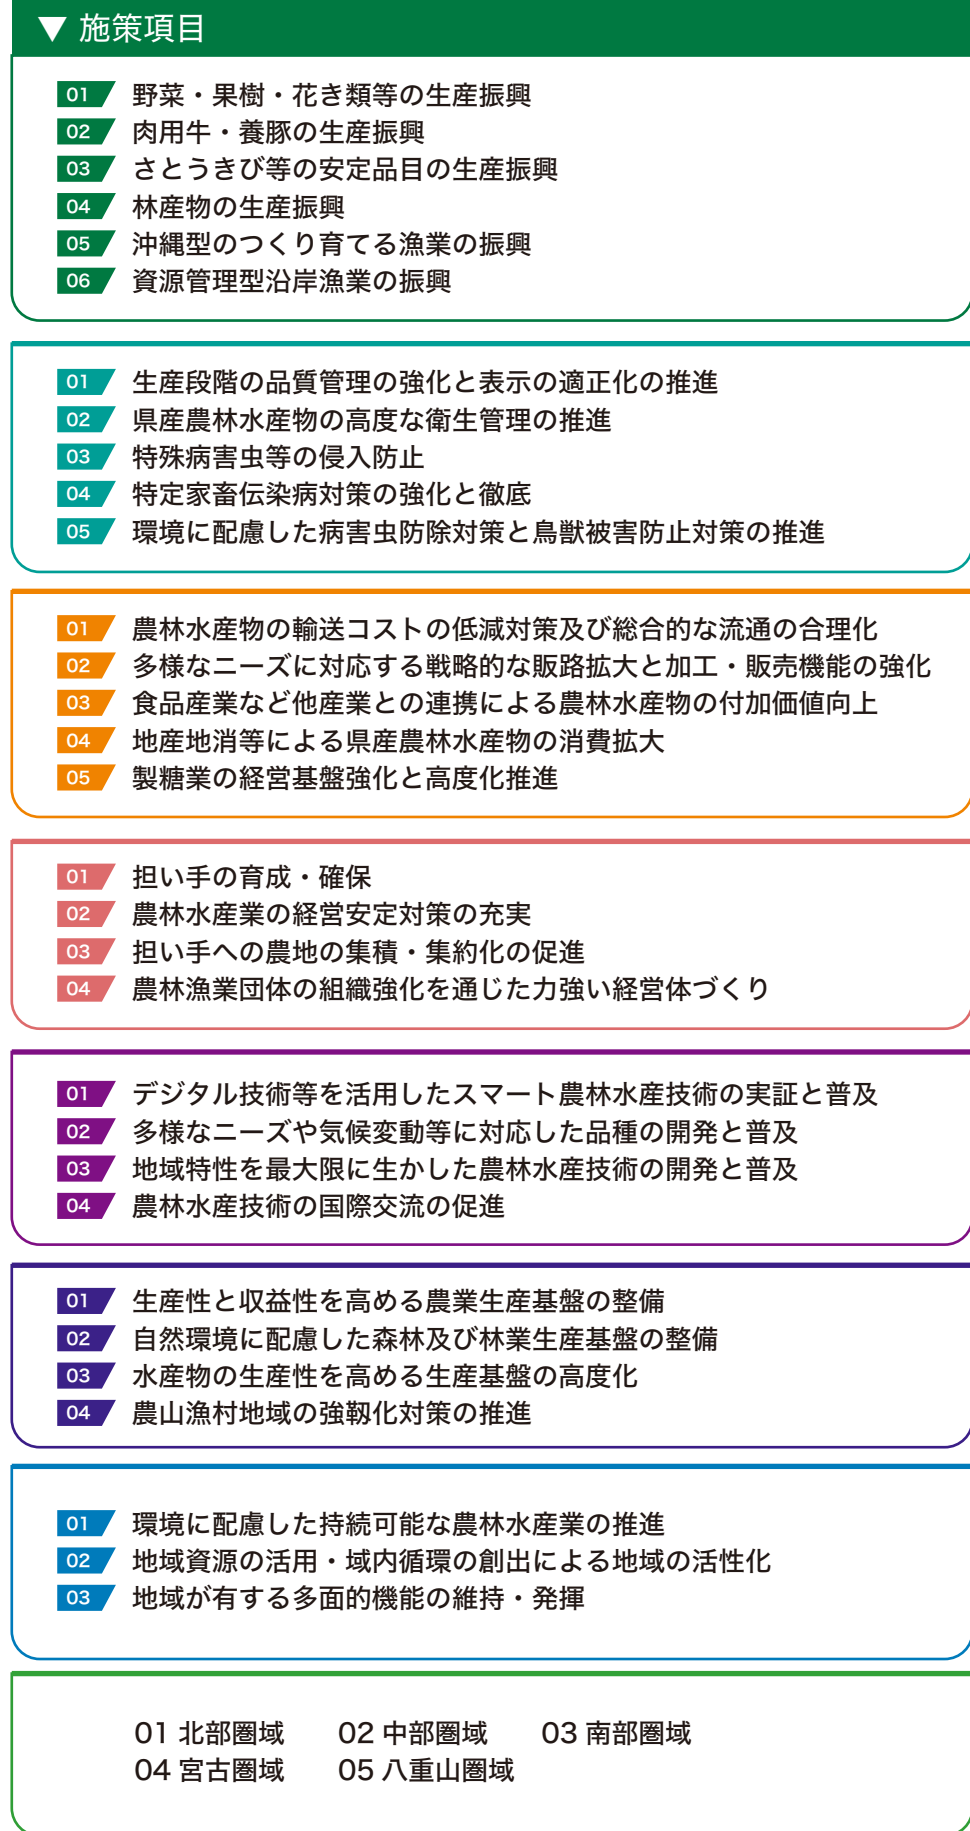 ▼ 施策項目
01 野菜・果樹・花き類等の生産振興
02 肉用牛・養豚の生産振興
03 さとうきび等の安定品目の生産振興
04 林産物の生産振興
05 沖縄型のつくり育てる漁業の振興
06 資源管理型沿岸漁業の振興
01 生産段階の品質管理の強化と表示の適正化の推進
02 県産農林水産物の高度な衛生管理の推進
03 特殊病害虫等の侵入防止
04 特定家畜伝染病対策の強化と徹底
05 環境に配慮した病害虫防除対策と鳥獣被害防止対策の推進
01 農林水産物の輸送コストの低減対策及び総合的な流通の合理化
02 多様なニーズに対応する戦略的な販路拡大と加工・販売機能の強化
03 食品産業など他産業との連携による農林水産物の付加価値向上
04 地産地消等による県産農林水産物の消費拡大
05 製糖業の経営基盤強化と高度化推進
01 担い手の育成・確保
02 農林水産業の経営安定対策の充実
03 担い手への農地の集積・集約化の促進
04 農林漁業団体の組織強化を通じた力強い経営体づくり
01 デジタル技術等を活用したスマート農林水産技術の実証と普及
02 多様なニーズや気候変動等に対応した品種の開発と普及
03 地域特性を最大限に生かした農林水産技術の開発と普及
04 農林水産技術の国際交流の促進
01 生産性と収益性を高める農業生産基盤の整備
02 自然環境に配慮した森林及び林業生産基盤の整備
03 水産物の生産性を高める生産基盤の高度化
04 農山漁村地域の強靱化対策の推進
01 環境に配慮した持続可能な農林水産業の推進
02 地域資源の活用・域内循環の創出による地域の活性化
03 地域が有する多面的機能の維持・発揮
01 北部圏域 02 中部圏域 03 南部圏域
04 宮古圏域 05 八重山圏域